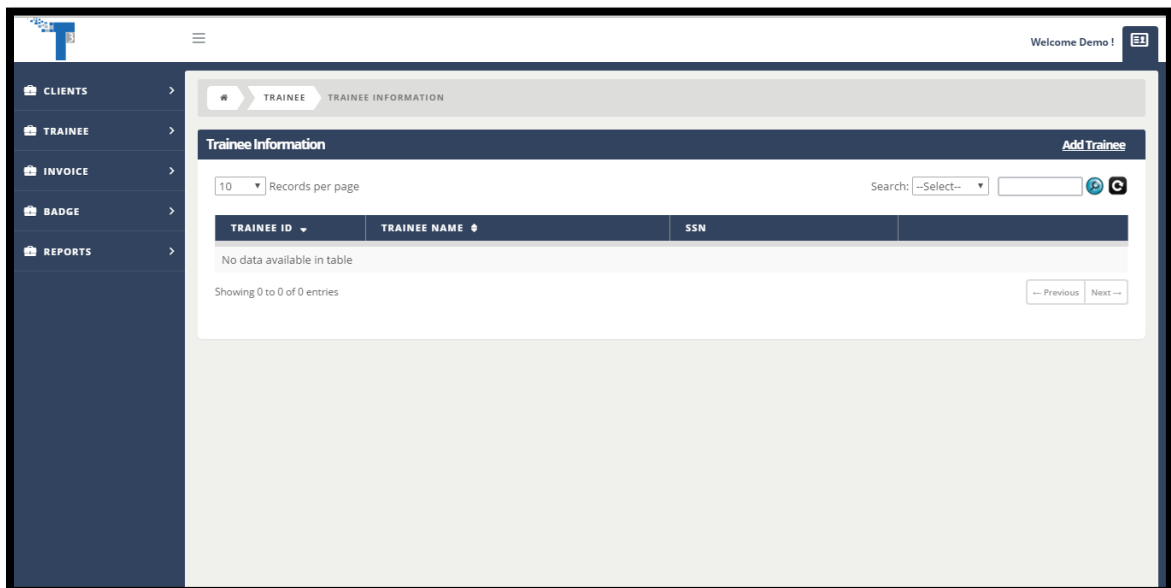 T3
Welcome Demo !
CLIENTS
TRAINEE
INVOICE
BADGE
REPORTS
TRAINEE TRAINEE INFORMATION
Trainee Information Add Trainee
10 Records per page Search: --Select--
TRAINEE ID TRAINEE NAME SSN
No data available in table
Showing 0 to 0 of 0 entries ← Previous Next →